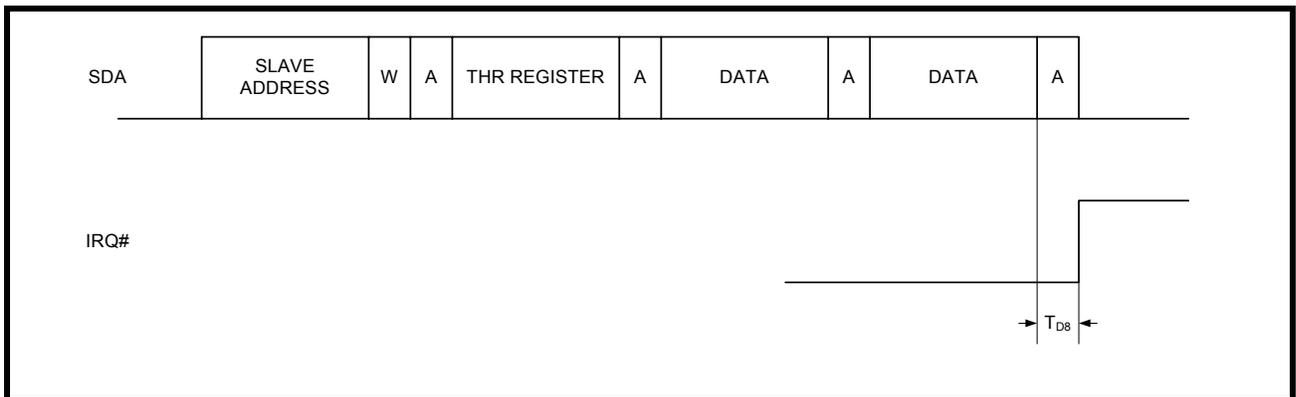 SDA
SLAVE
ADDRESS
W
A
THR REGISTER
A
DATA
A
DATA
A
IRQ#
TD8